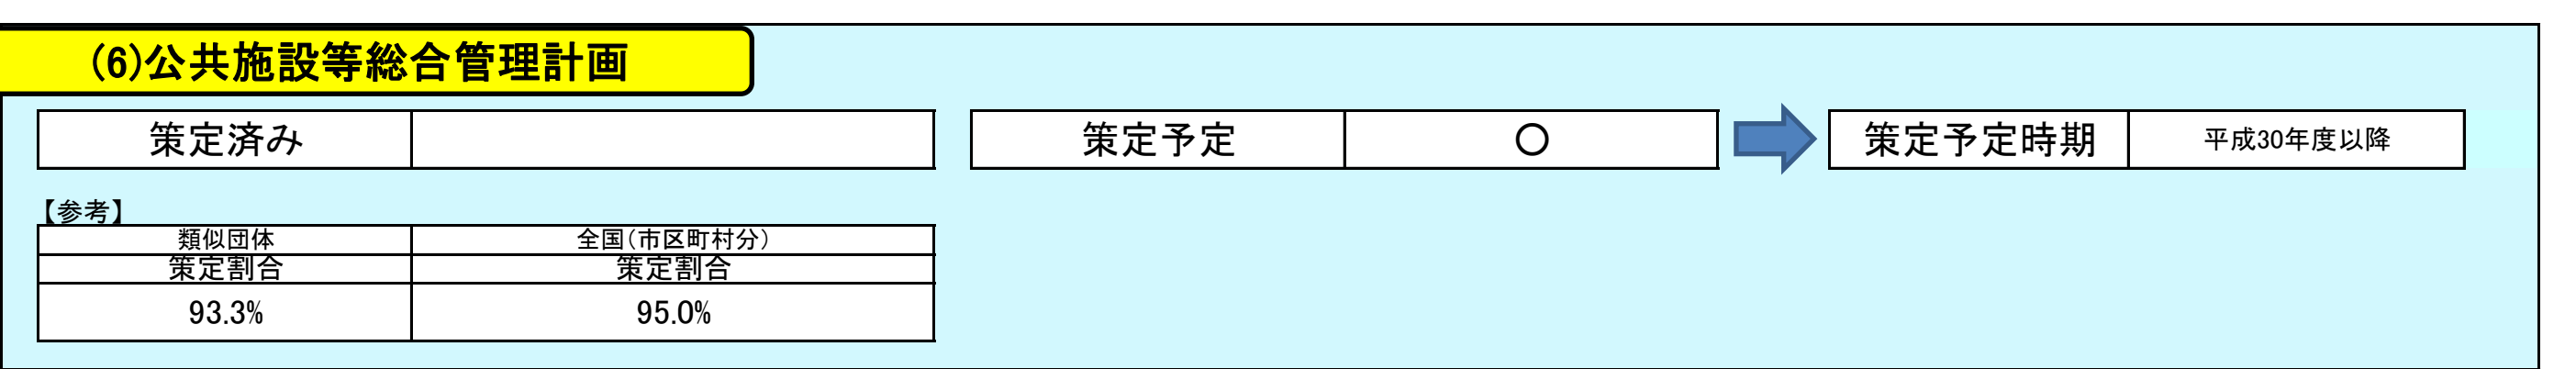 (6)公共施設等総合管理計画
策定済み 策定予定 〇 策定予定時期 平成30年度以降
【参考】
類似団体 全国(市区町村分)
策定割合 策定割合
93.3% 95.0%